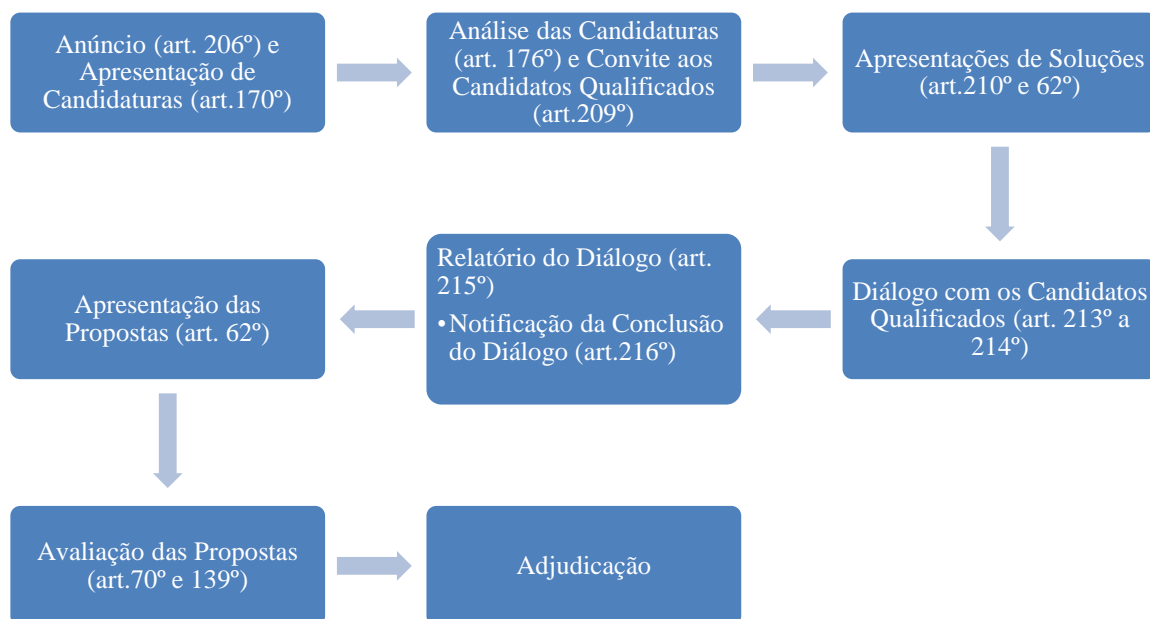 Anúncio (art. 206º) e
Apresentação de
Candidaturas (art.170º)
Análise das Candidaturas
(art. 176º) e Convite aos
Candidatos Qualificados
(art.209º)
Apresentações de Soluções
(art.210º e 62º)
Diálogo com os Candidatos
Qualificados (art. 213º a
214º)
Relatório do Diálogo (art.
215º)
•Notificação da Conclusão
do Diálogo (art.216º)
Apresentação das
Propostas (art. 62º)
Avaliação das Propostas
(art.70º e 139º)
Adjudicação